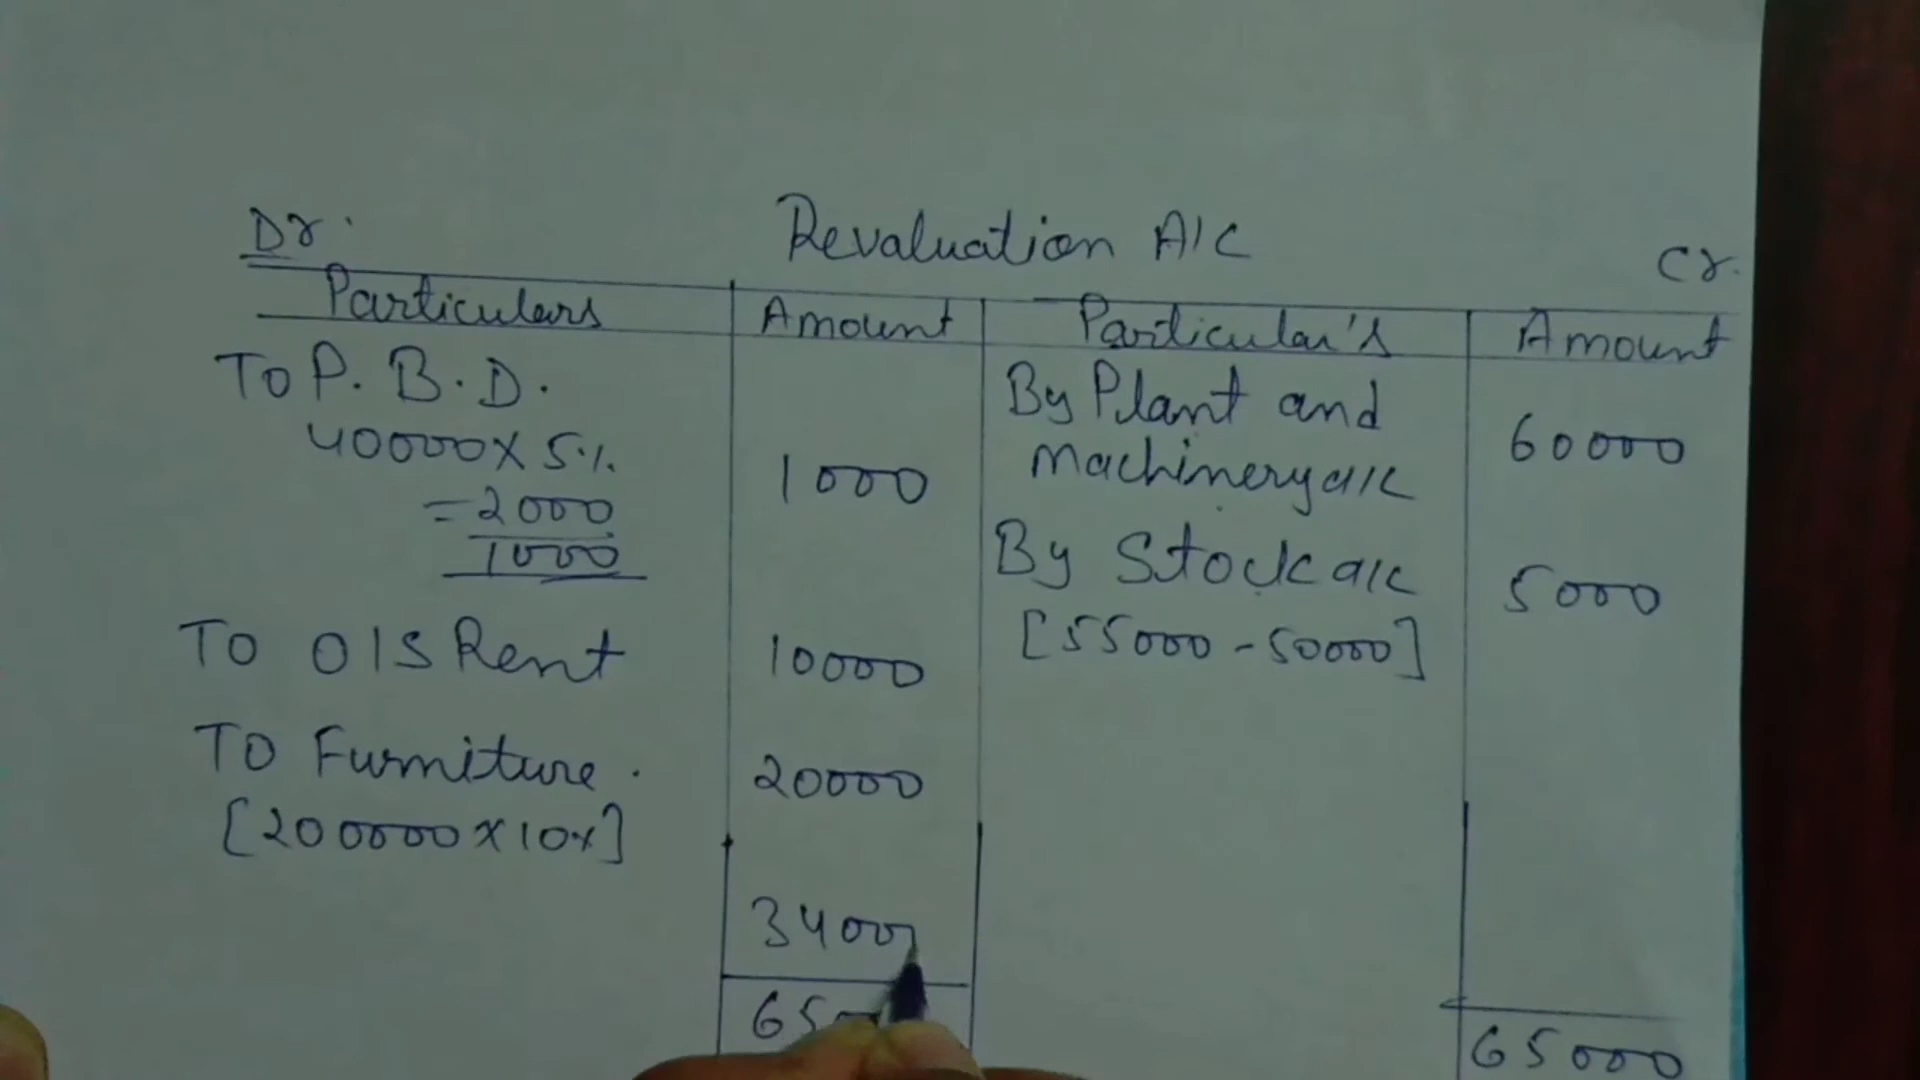 Dr. Revaluation A/C Cr.
Particulars Amount Particular's Amount
To P. B. D.
40000 X 5%
= 2000
1000
1000
By Plant and
Machinery a/c
60000
By Stock a/c
5000
[55000 - 50000]
To O/S Rent 10000
To Furniture. 20000
[200000 x 10%]
3400
65000